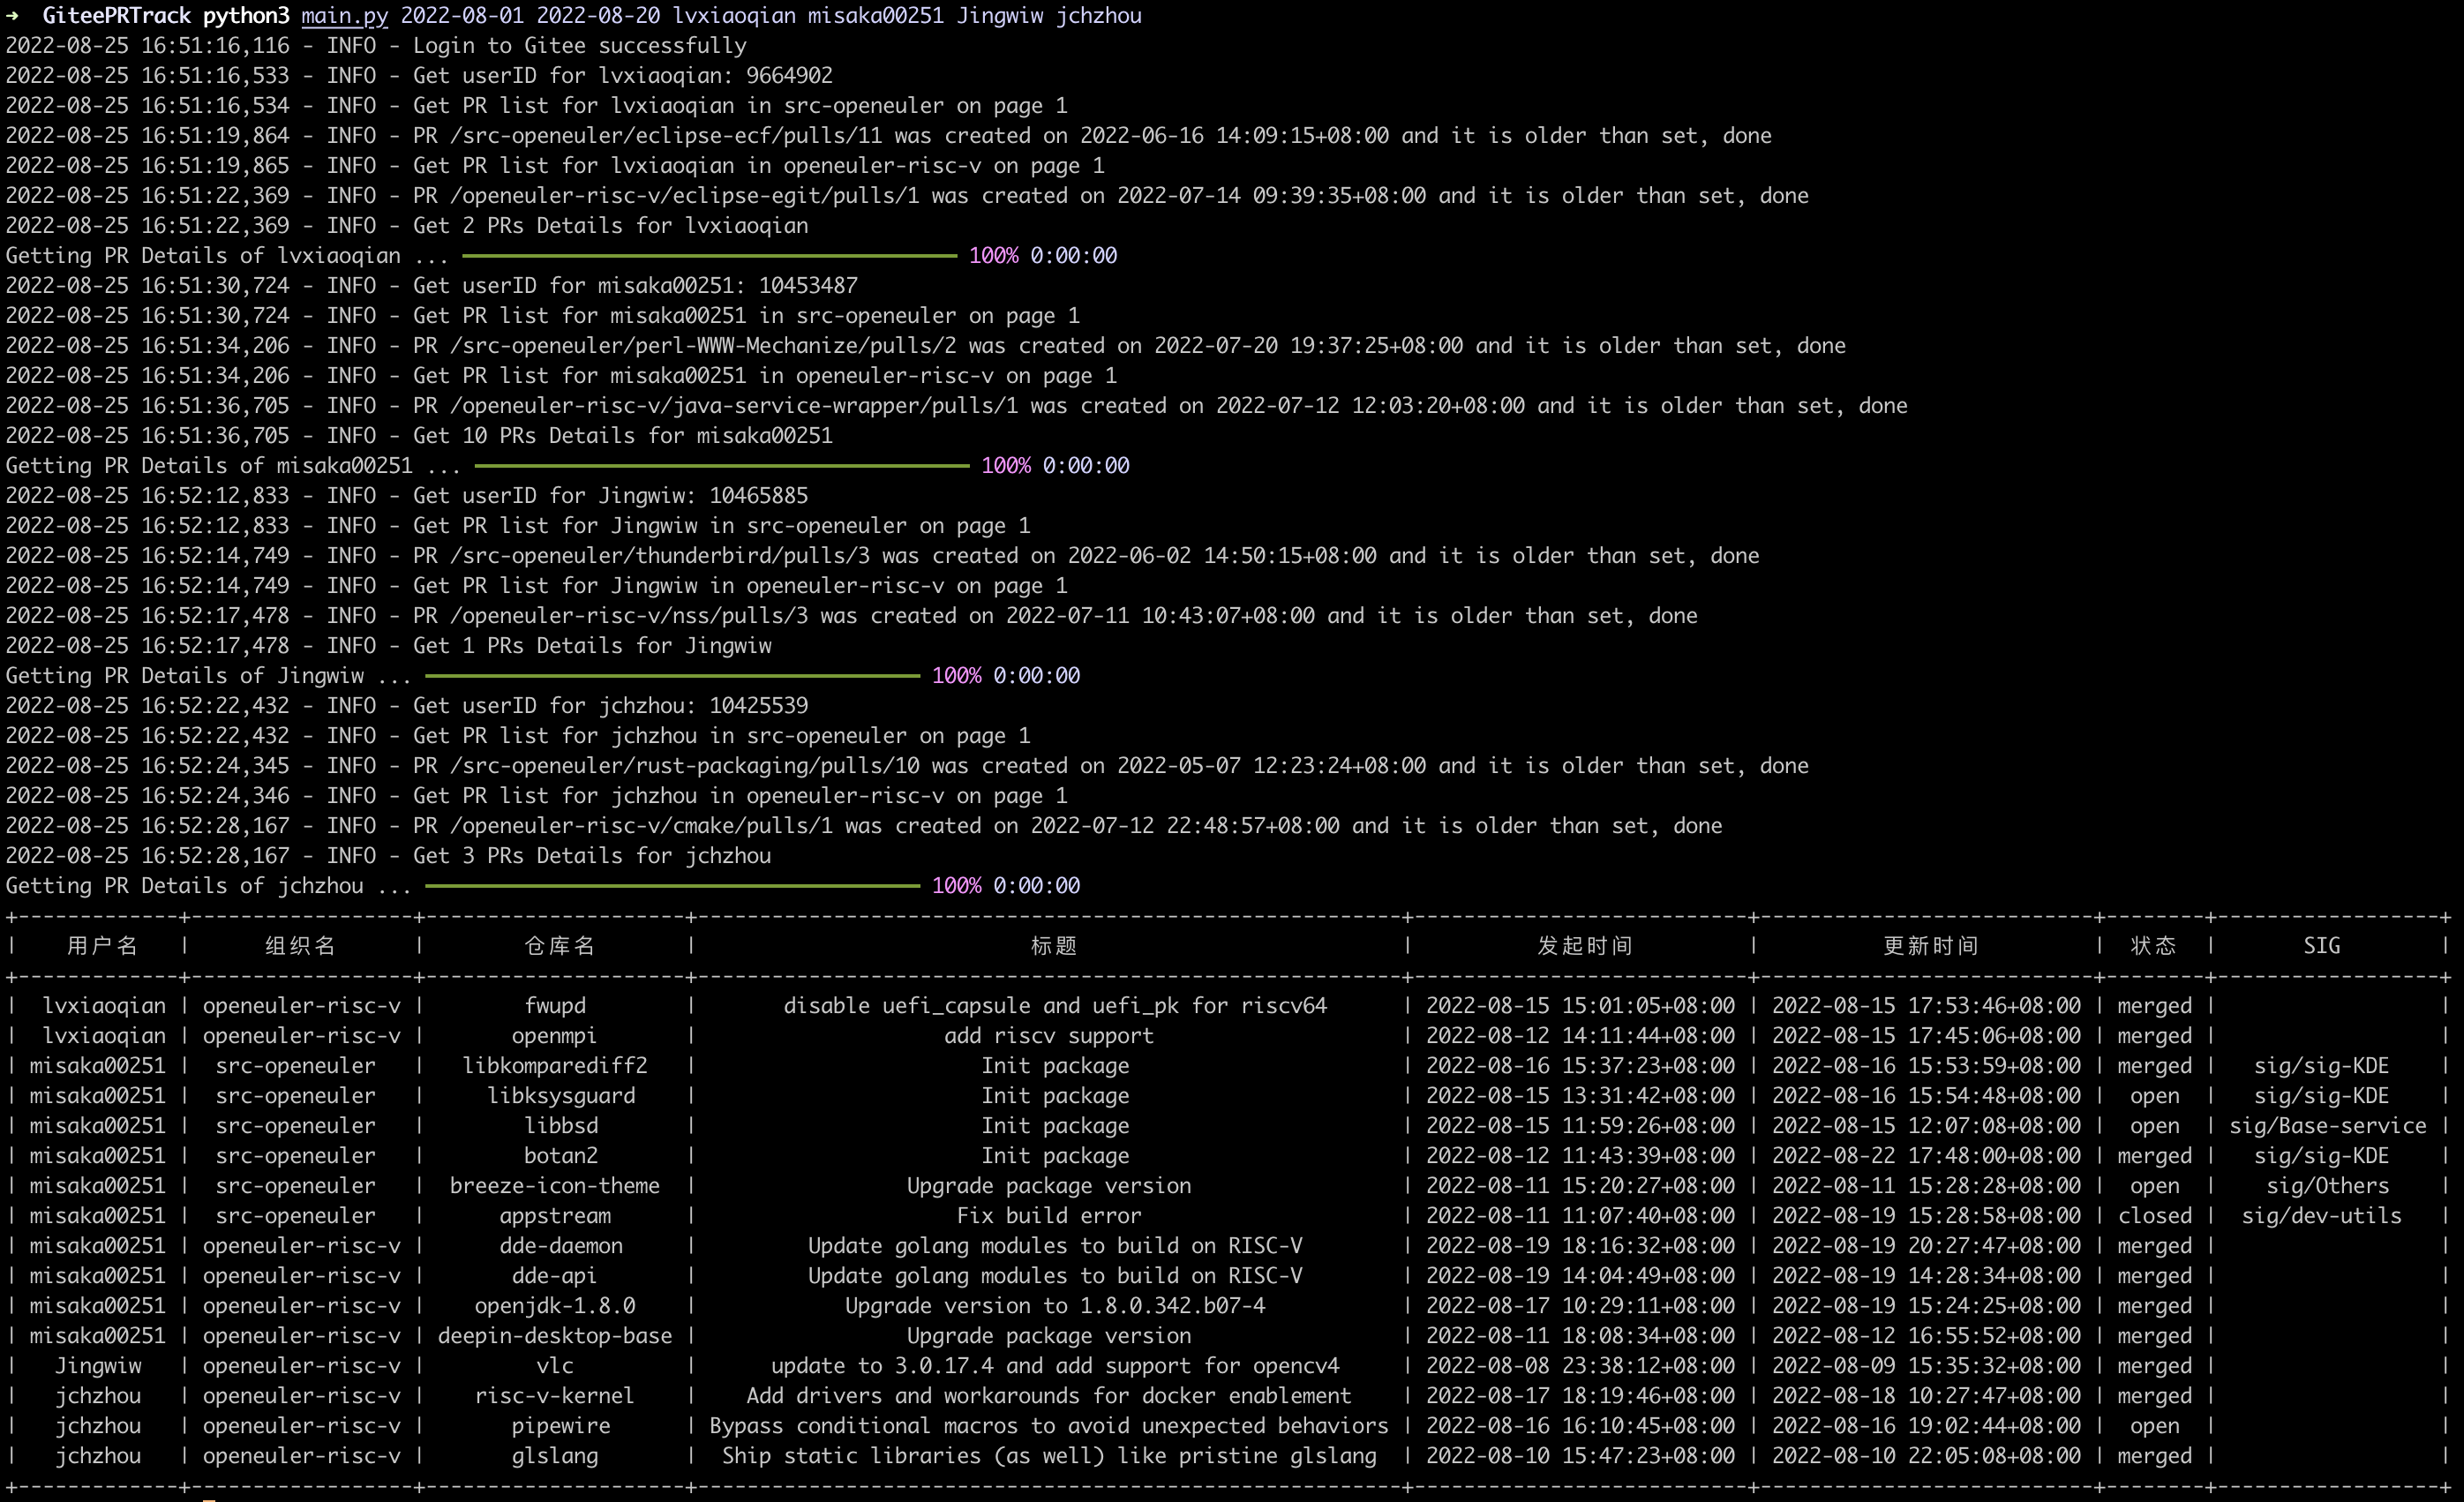 → GiteePRTrack python3 main.py 2022-08-01 2022-08-20 lvxiaoqian misaka00251 Jingwiw jchzhou
2022-08-25 16:51:16,116 - INFO - Login to Gitee successfully
2022-08-25 16:51:16,533 - INFO - Get userID for lvxiaoqian: 9664902
2022-08-25 16:51:16,534 - INFO - Get PR list for lvxiaoqian in src-openeuler on page 1
2022-08-25 16:51:19,864 - INFO - PR /src-openeuler/eclipse-ecf/pulls/11 was created on 2022-06-16 14:09:15+08:00 and it is older than set, done
2022-08-25 16:51:19,865 - INFO - Get PR list for lvxiaoqian in openeuler-risc-v on page 1
2022-08-25 16:51:22,369 - INFO - PR /openeuler-risc-v/eclipse-egit/pulls/1 was created on 2022-07-14 09:39:35+08:00 and it is older than set, done
2022-08-25 16:51:22,369 - INFO - Get 2 PRs Details for lvxiaoqian
Getting PR Details of lvxiaoqian ... 100% 0:00:00
2022-08-25 16:51:30,724 - INFO - Get userID for misaka00251: 10453487
2022-08-25 16:51:30,724 - INFO - Get PR list for misaka00251 in src-openeuler on page 1
2022-08-25 16:51:34,206 - INFO - PR /src-openeuler/perl-WWW-Mechanize/pulls/2 was created on 2022-07-20 19:37:25+08:00 and it is older than set, done
2022-08-25 16:51:34,206 - INFO - Get PR list for misaka00251 in openeuler-risc-v on page 1
2022-08-25 16:51:36,705 - INFO - PR /openeuler-risc-v/java-service-wrapper/pulls/1 was created on 2022-07-12 12:03:20+08:00 and it is older than set, done
2022-08-25 16:51:36,705 - INFO - Get 10 PRs Details for misaka00251
Getting PR Details of misaka00251 ... 100% 0:00:00
2022-08-25 16:52:12,833 - INFO - Get userID for Jingwiw: 10465885
2022-08-25 16:52:12,833 - INFO - Get PR list for Jingwiw in src-openeuler on page 1
2022-08-25 16:52:14,749 - INFO - PR /src-openeuler/thunderbird/pulls/3 was created on 2022-06-02 14:50:15+08:00 and it is older than set, done
2022-08-25 16:52:14,749 - INFO - Get PR list for Jingwiw in openeuler-risc-v on page 1
2022-08-25 16:52:17,478 - INFO - PR /openeuler-risc-v/nss/pulls/3 was created on 2022-07-11 10:43:07+08:00 and it is older than set, done
2022-08-25 16:52:17,478 - INFO - Get 1 PRs Details for Jingwiw
Getting PR Details of Jingwiw ... 100% 0:00:00
2022-08-25 16:52:22,432 - INFO - Get userID for jchzhou: 10425539
2022-08-25 16:52:22,432 - INFO - Get PR list for jchzhou in src-openeuler on page 1
2022-08-25 16:52:24,345 - INFO - PR /src-openeuler/rust-packaging/pulls/10 was created on 2022-05-07 12:23:24+08:00 and it is older than set, done
2022-08-25 16:52:24,346 - INFO - Get PR list for jchzhou in openeuler-risc-v on page 1
2022-08-25 16:52:28,167 - INFO - PR /openeuler-risc-v/cmake/pulls/1 was created on 2022-07-12 22:48:57+08:00 and it is older than set, done
2022-08-25 16:52:28,167 - INFO - Get 3 PRs Details for jchzhou
Getting PR Details of jchzhou ... 100% 0:00:00
| 用户名 | 组织名 | 仓库名 | 标题 | 发起时间 | 更新时间 | 状态 | SIG |
| lvxiaoqian | openeuler-risc-v | fwupd | disable uefi_capsule and uefi_pk for riscv64 | 2022-08-15 15:01:05+08:00 | 2022-08-15 17:53:46+08:00 | merged | |
| lvxiaoqian | openeuler-risc-v | openmpi | add riscv support | 2022-08-12 14:11:44+08:00 | 2022-08-15 17:45:06+08:00 | merged | |
| misaka00251 | src-openeuler | libkomparediff2 | Init package | 2022-08-16 15:37:23+08:00 | 2022-08-16 15:53:59+08:00 | merged | sig/sig-KDE |
| misaka00251 | src-openeuler | libksysguard | Init package | 2022-08-15 13:31:42+08:00 | 2022-08-16 15:54:48+08:00 | open | sig/sig-KDE |
| misaka00251 | src-openeuler | libbsd | Init package | 2022-08-15 11:59:26+08:00 | 2022-08-15 12:07:08+08:00 | open | sig/Base-service |
| misaka00251 | src-openeuler | botan2 | Init package | 2022-08-12 11:43:39+08:00 | 2022-08-22 17:48:00+08:00 | merged | sig/sig-KDE |
| misaka00251 | src-openeuler | breeze-icon-theme | Upgrade package version | 2022-08-11 15:20:27+08:00 | 2022-08-11 15:28:28+08:00 | open | sig/Others |
| misaka00251 | src-openeuler | appstream | Fix build error | 2022-08-11 11:07:40+08:00 | 2022-08-19 15:28:58+08:00 | closed | sig/dev-utils |
| misaka00251 | openeuler-risc-v | dde-daemon | Update golang modules to build on RISC-V | 2022-08-19 18:16:32+08:00 | 2022-08-19 20:27:47+08:00 | merged | |
| misaka00251 | openeuler-risc-v | dde-api | Update golang modules to build on RISC-V | 2022-08-19 14:04:49+08:00 | 2022-08-19 14:28:34+08:00 | merged | |
| misaka00251 | openeuler-risc-v | openjdk-1.8.0 | Upgrade version to 1.8.0.342.b07-4 | 2022-08-17 10:29:11+08:00 | 2022-08-19 15:24:25+08:00 | merged | |
| misaka00251 | openeuler-risc-v | deepin-desktop-base | Upgrade package version | 2022-08-11 18:08:34+08:00 | 2022-08-12 16:55:52+08:00 | merged | |
| Jingwiw | openeuler-risc-v | vlc | update to 3.0.17.4 and add support for opencv4 | 2022-08-08 23:38:12+08:00 | 2022-08-09 15:35:32+08:00 | merged | |
| jchzhou | openeuler-risc-v | risc-v-kernel | Add drivers and workarounds for docker enablement | 2022-08-17 18:19:46+08:00 | 2022-08-18 10:27:47+08:00 | merged | |
| jchzhou | openeuler-risc-v | pipewire | Bypass conditional macros to avoid unexpected behaviors | 2022-08-16 16:10:45+08:00 | 2022-08-16 19:02:44+08:00 | open | |
| jchzhou | openeuler-risc-v | glslang | Ship static libraries (as well) like pristine glslang | 2022-08-10 15:47:23+08:00 | 2022-08-10 22:05:08+08:00 | merged | |